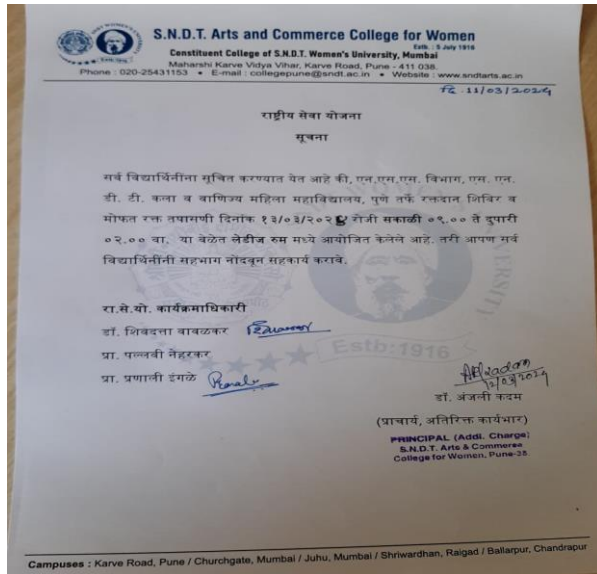 S.N.D.T. Arts and Commerce College for Women
Estb. : 5 July 1916
Constituent College of S.N.D.T. Women's University, Mumbai
Maharshi Karve Vidya Vihar, Karve Road, Pune - 411 038.
Phone : 020-25431153 • E-mail : collegepune@sndt.ac.in • Website : www.sndtarts.ac.in
दि. 11/03/2024
राष्ट्रीय सेवा योजना
सूचना
सर्व विद्यार्थिनींना सूचित करण्यात येत आहे की, एन.एस.एस. विभाग, एस. एन.
डी. टी. कला व वाणिज्य महिला महाविद्यालय, पुणे तर्फे रक्तदान शिबिर व
मोफत रक्त तपासणी दिनांक १३/०३/२०२४ रोजी सकाळी ०९.०० ते दुपारी
०२.०० वा. या वेळेत लेडीज रुम मध्ये आयोजित केलेले आहे. तरी आपण सर्व
विद्यार्थिनींनी सहभाग नोंदवून सहकार्य करावे.
रा.से.यो. कार्यक्रमाधिकारी
डॉ. शिवदत्ता वावळकर
प्रा. पल्लवी नेहरकर
प्रा. प्रणाली इंगळे
Estb:1916
12/03/2024
डॉ. अंजली कदम
(प्राचार्य, अतिरिक्त कार्यभार)
PRINCIPAL (Addl. Charge)
S.N.D.T. Arts & Commerce
College for Women, Pune-38.
Campuses : Karve Road, Pune / Churchgate, Mumbai / Juhu, Mumbai / Shriwardhan, Raigad / Ballarpur, Chandrapur